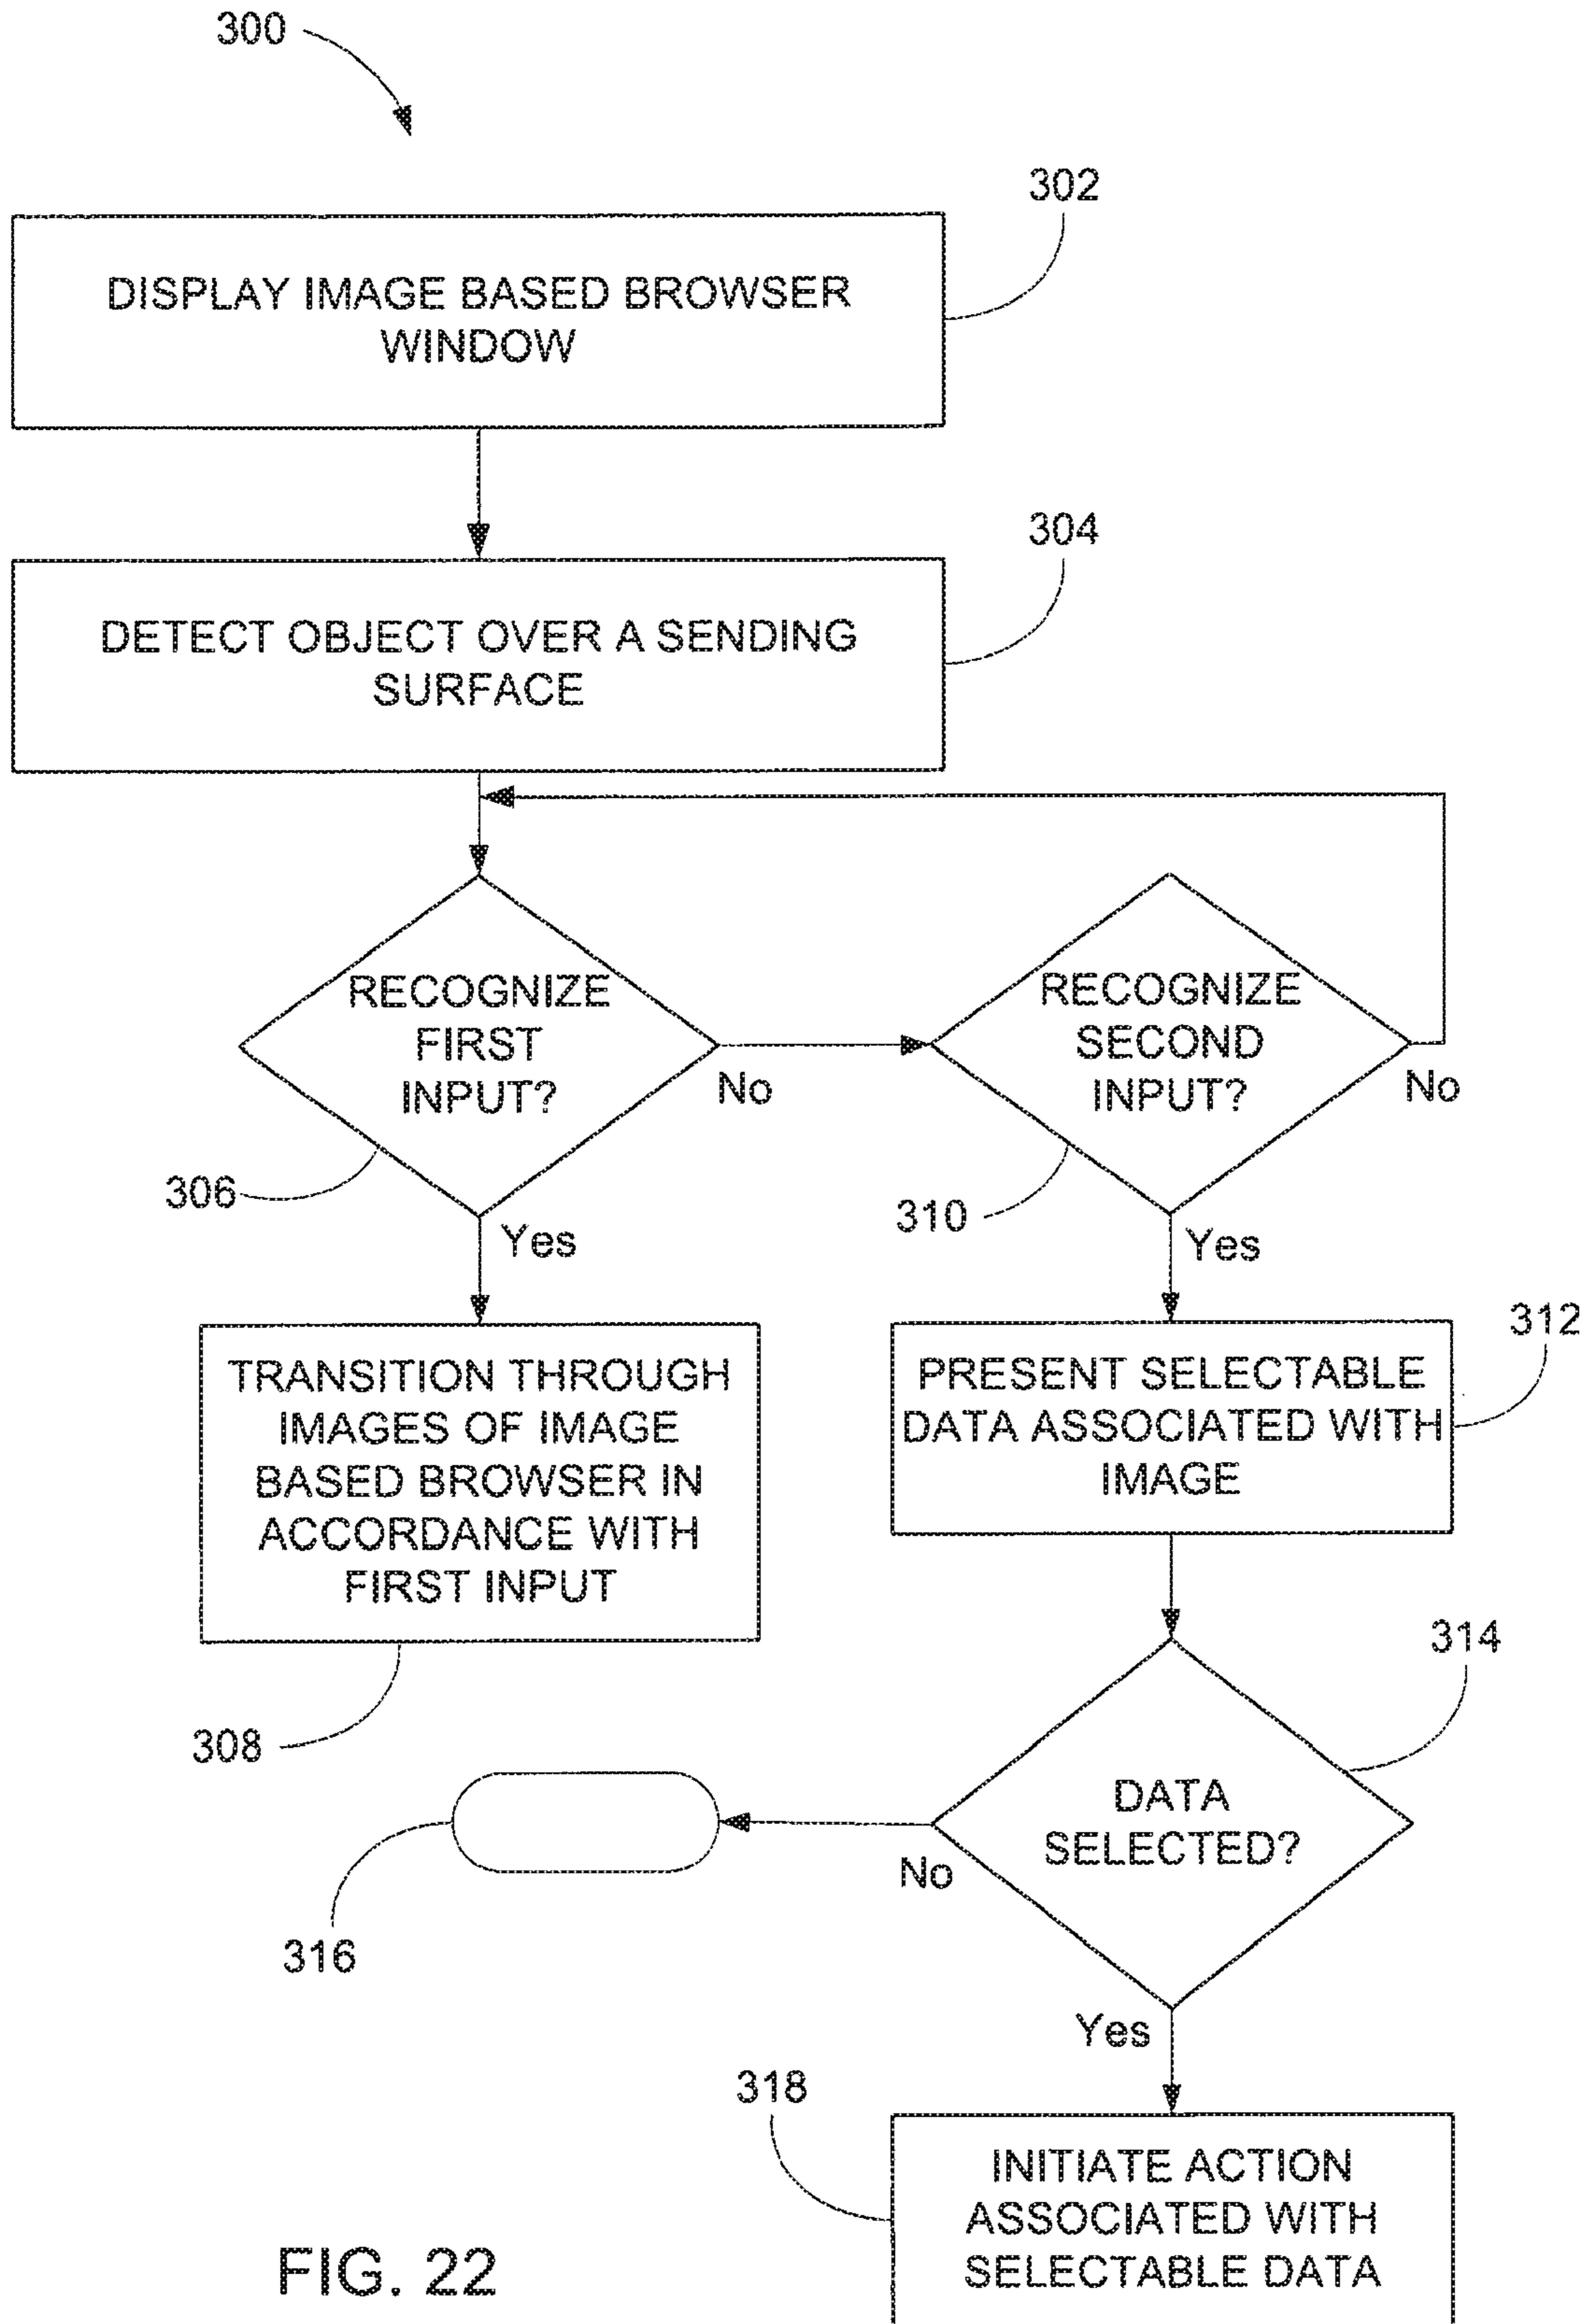 300
302
DISPLAY IMAGE BASED BROWSER
WINDOW
304
DETECT OBJECT OVER A SENDING
SURFACE
RECOGNIZE
FIRST
INPUT?
No
306
Yes
RECOGNIZE
SECOND
INPUT?
No
310
Yes
TRANSITION THROUGH
IMAGES OF IMAGE
BASED BROWSER IN
ACCORDANCE WITH
FIRST INPUT
308
312
PRESENT SELECTABLE
DATA ASSOCIATED WITH
IMAGE
314
DATA
SELECTED?
No
316
Yes
318
INITIATE ACTION
ASSOCIATED WITH
SELECTABLE DATA
FIG. 22